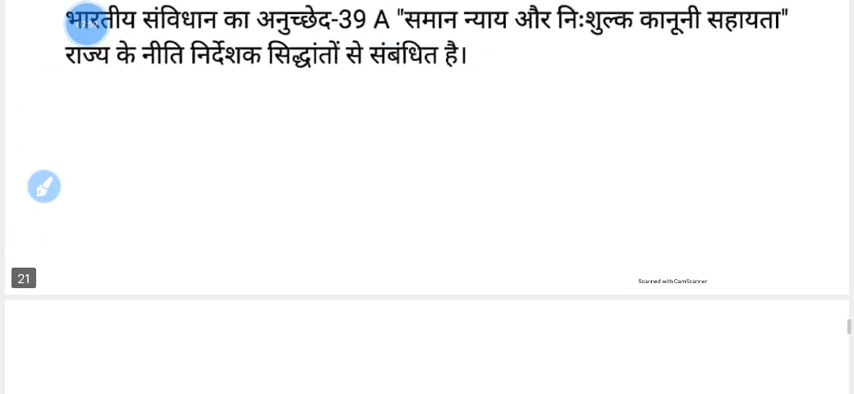 भारतीय संविधान का अनुच्छेद-39 A "समान न्याय और निःशुल्क कानूनी सहायता"
राज्य के नीति निर्देशक सिद्धांतों से संबंधित है।
21
Scanned with CamScanner